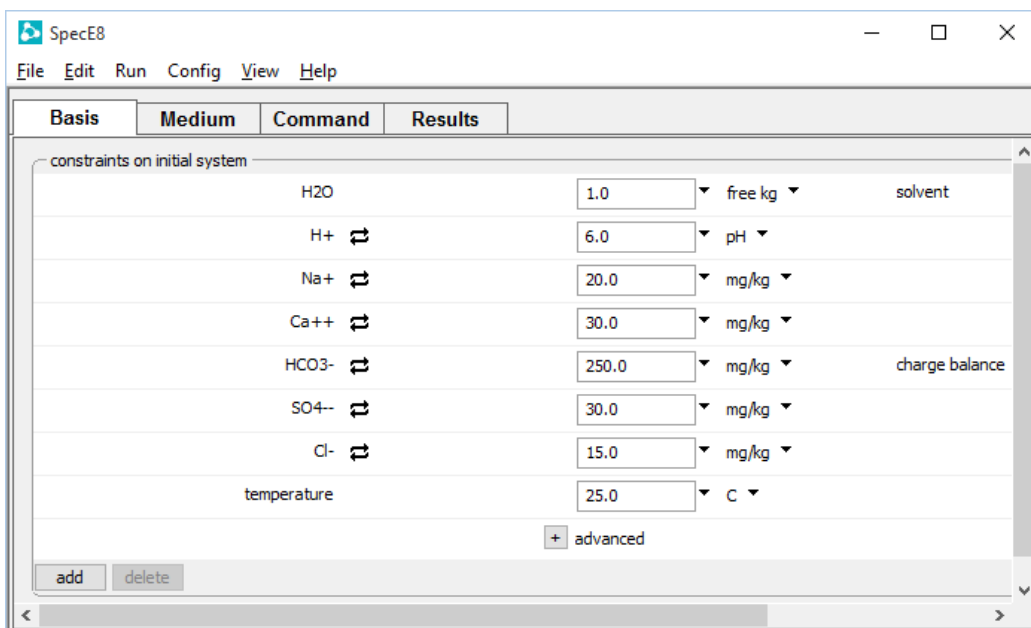 SpecE8
File Edit Run Config View Help
Basis Medium Command Results
constraints on initial system
H2O 1.0 free kg solvent
H+ 6.0 pH
Na+ 20.0 mg/kg
Ca++ 30.0 mg/kg
HCO3- 250.0 mg/kg charge balance
SO4-- 30.0 mg/kg
Cl- 15.0 mg/kg
temperature 25.0 C
+ advanced
add delete